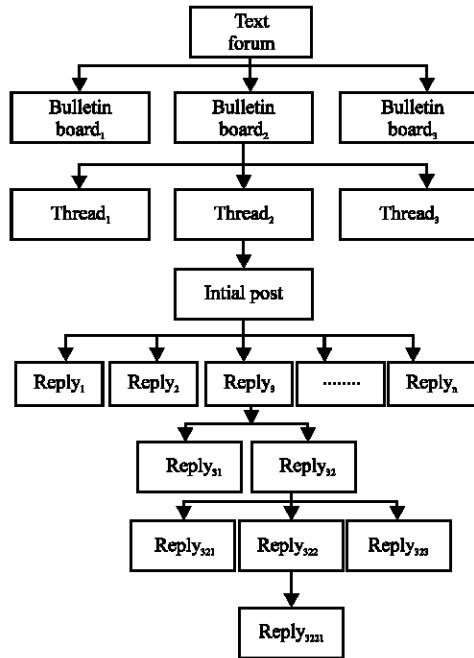 Text
forum
Bulletin
board₁
Bulletin
board₂
Bulletin
board₃
Thread₁
Thread₂
Thread₃
Intial post
Reply₁
Reply₂
Reply₃
........
Replyₙ
Reply₃₁
Reply₃₂
Reply₃₂₁
Reply₃₂₂
Reply₃₂₃
Reply₃₂₂₁